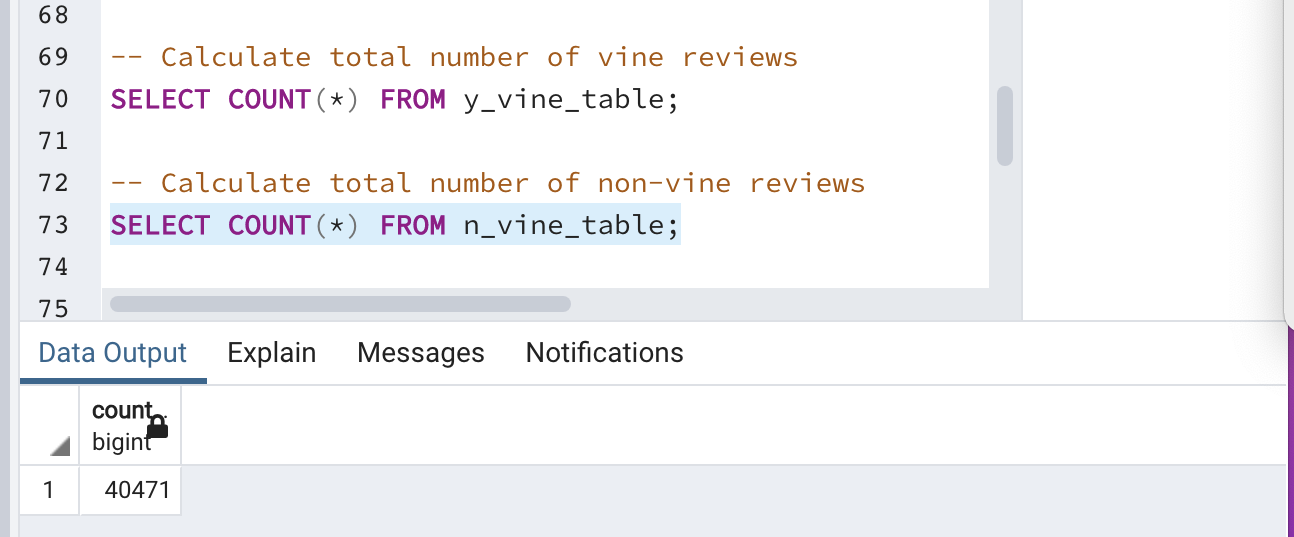 68
69 -- Calculate total number of vine reviews
70 SELECT COUNT(*) FROM y_vine_table;
71
72 -- Calculate total number of non-vine reviews
73 SELECT COUNT(*) FROM n_vine_table;
74
75
Data Output Explain Messages Notifications
count
bigint
1 40471